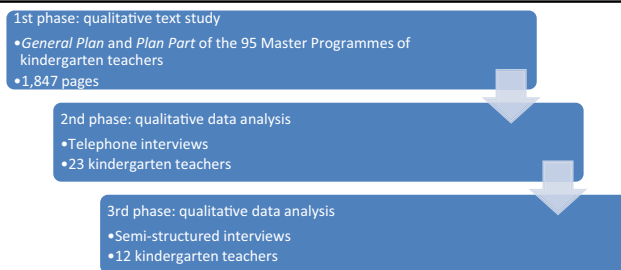 1st phase: qualitative text study
•General Plan and Plan Part of the 95 Master Programmes of
kindergarten teachers
•1,847 pages
2nd phase: qualitative data analysis
•Telephone interviews
•23 kindergarten teachers
3rd phase: qualitative data analysis
•Semi-structured interviews
•12 kindergarten teachers